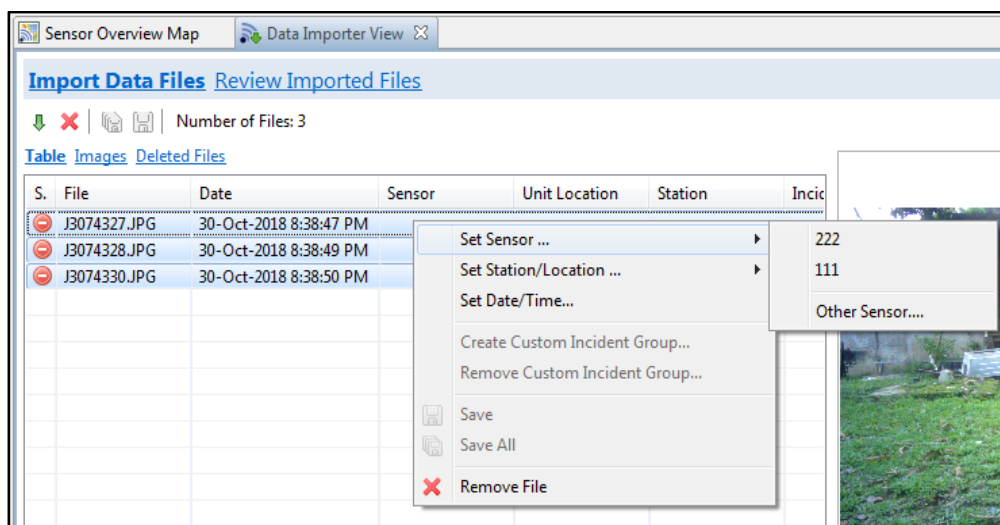 Sensor Overview Map Data Importer View
Import Data Files Review Imported Files
Number of Files: 3
Table Images Deleted Files
S. File Date Sensor Unit Location Station Incic
J3074327.JPG 30-Oct-2018 8:38:47 PM
J3074328.JPG 30-Oct-2018 8:38:49 PM
J3074330.JPG 30-Oct-2018 8:38:50 PM
Set Sensor ...
Set Station/Location ...
Set Date/Time...
Create Custom Incident Group...
Remove Custom Incident Group...
Save
Save All
Remove File
222
111
Other Sensor....